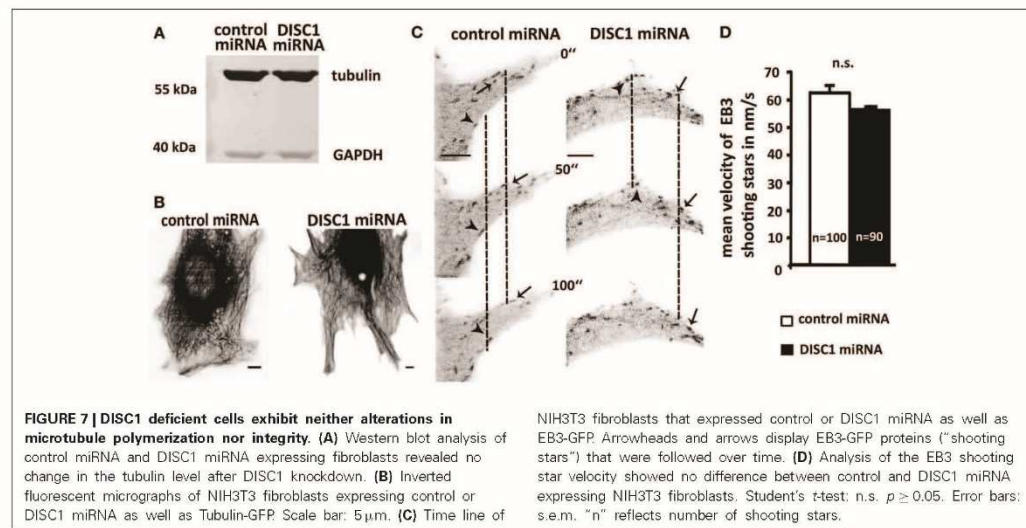 A
control DISC1
miRNA miRNA
tubulin
55 kDa
40 kDa
GAPDH
B
control miRNA DISC1 miRNA
C
control miRNA DISC1 miRNA
0“
50“
100“
D
n.s.
mean velocity of EB3
shooting stars in nm/s
70
60
50
40
30
20
10
0
n=100 n=90
control miRNA
DISC1 miRNA
FIGURE 7 | DISC1 deficient cells exhibit neither alterations in
microtubule polymerization nor integrity. (A) Western blot analysis of
control miRNA and DISC1 miRNA expressing fibroblasts revealed no
change in the tubulin level after DISC1 knockdown. (B) Inverted
fluorescent micrographs of NIH3T3 fibroblasts expressing control or
DISC1 miRNA as well as Tubulin-GFP. Scale bar: 5 μm. (C) Time line of
NIH3T3 fibroblasts that expressed control or DISC1 miRNA as well as
EB3-GFP. Arrowheads and arrows display EB3-GFP proteins (“shooting
stars”) that were followed over time. (D) Analysis of the EB3 shooting
star velocity showed no difference between control and DISC1 miRNA
expressing NIH3T3 fibroblasts. Student’s t-test: n.s. p ≥ 0.05. Error bars:
s.e.m. “n” reflects number of shooting stars.